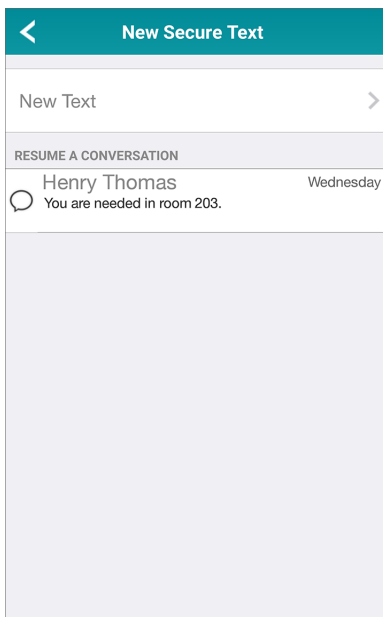 New Secure Text
New Text
RESUME A CONVERSATION
Henry Thomas
Wednesday
You are needed in room 203.